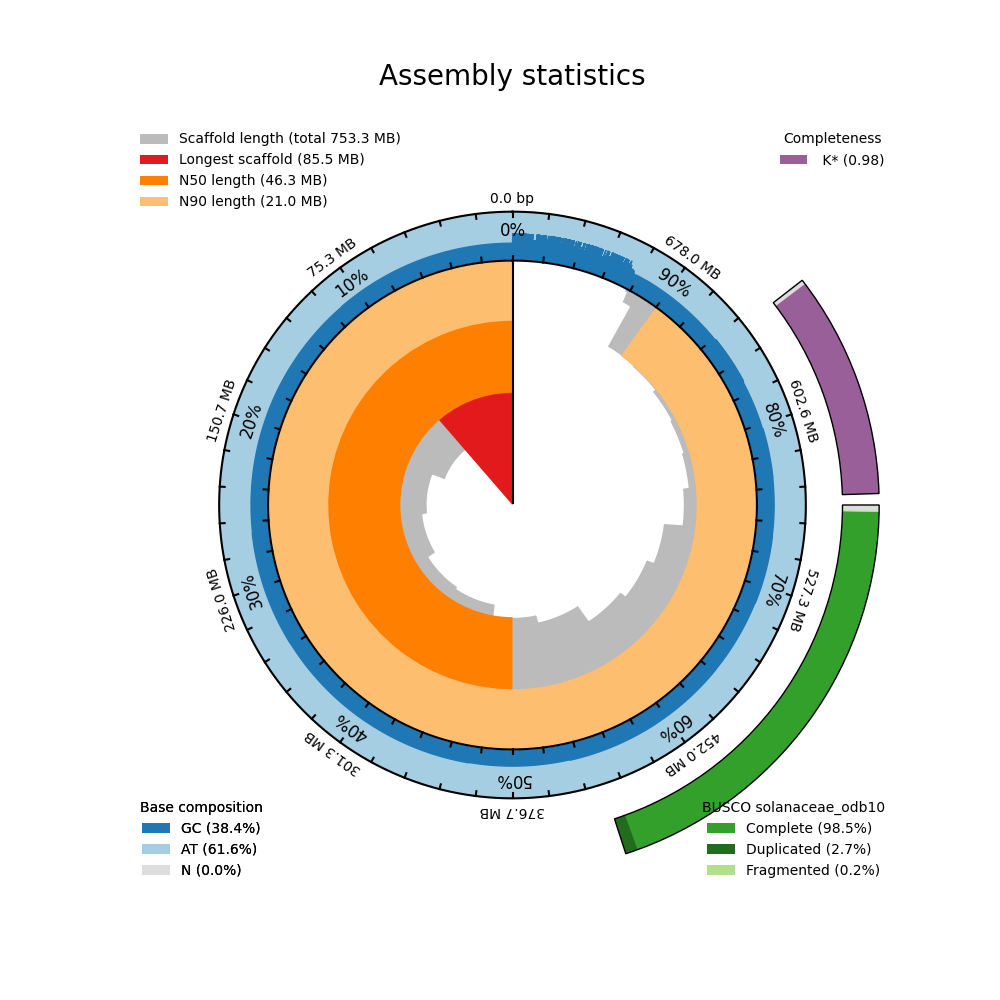 Assembly statistics
Scaffold length (total 753.3 MB)
Longest scaffold (85.5 MB)
N50 length (46.3 MB)
N90 length (21.0 MB)
Completeness
K* (0.98)
0.0 bp
0%
75.3 MB
10%
678.0 MB
90%
150.7 MB
20%
602.6 MB
80%
226.0 MB
30%
527.3 MB
70%
301.3 MB
40%
452.0 MB
60%
50%
376.7 MB
Base composition
GC (38.4%)
AT (61.6%)
N (0.0%)
BUSCO solanaceae_odb10
Complete (98.5%)
Duplicated (2.7%)
Fragmented (0.2%)